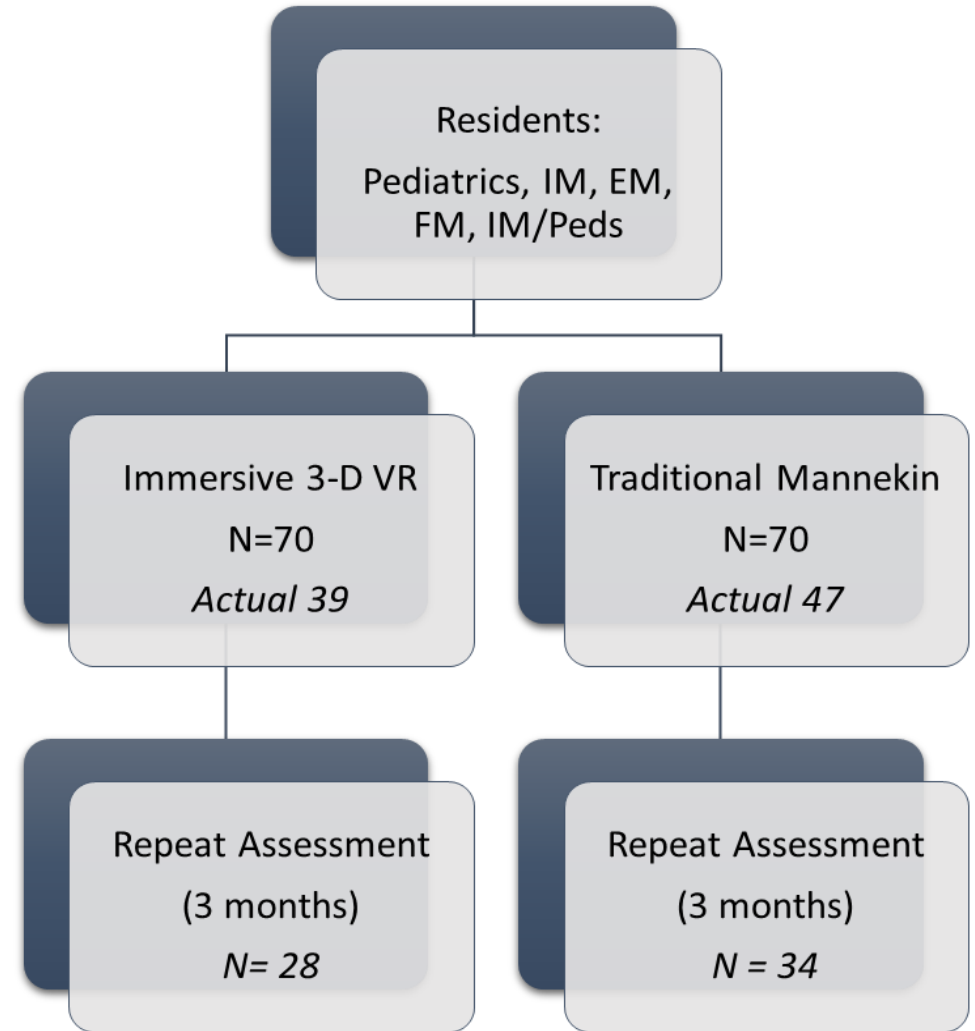 Residents:
Pediatrics, IM, EM,
FM, IM/Peds
Immersive 3-D VR
N=70
Actual 39
Traditional Mannekin
N=70
Actual 47
Repeat Assessment
(3 months)
N= 28
Repeat Assessment
(3 months)
N = 34